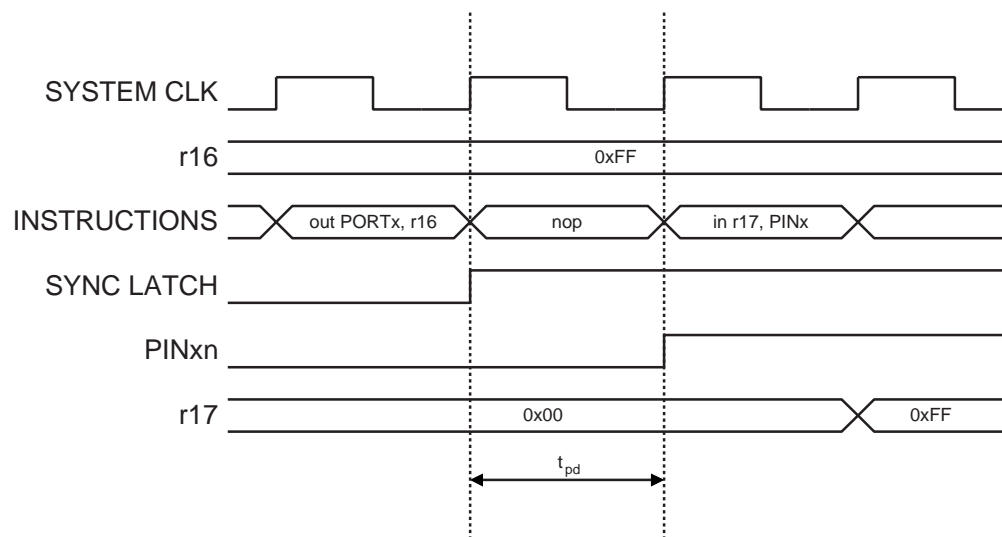 SYSTEM CLK
r16
0xFF
INSTRUCTIONS
out PORTx, r16
nop
in r17, PINx
SYNC LATCH
PINxn
r17
0x00
0xFF
tpd